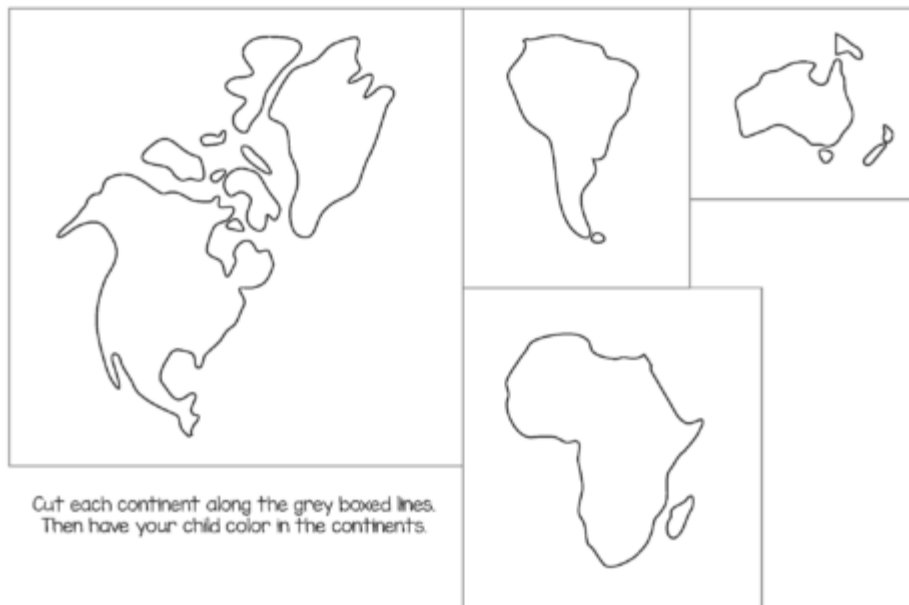 Cut each continent along the grey boxed lines.
Then have your child color in the continents.